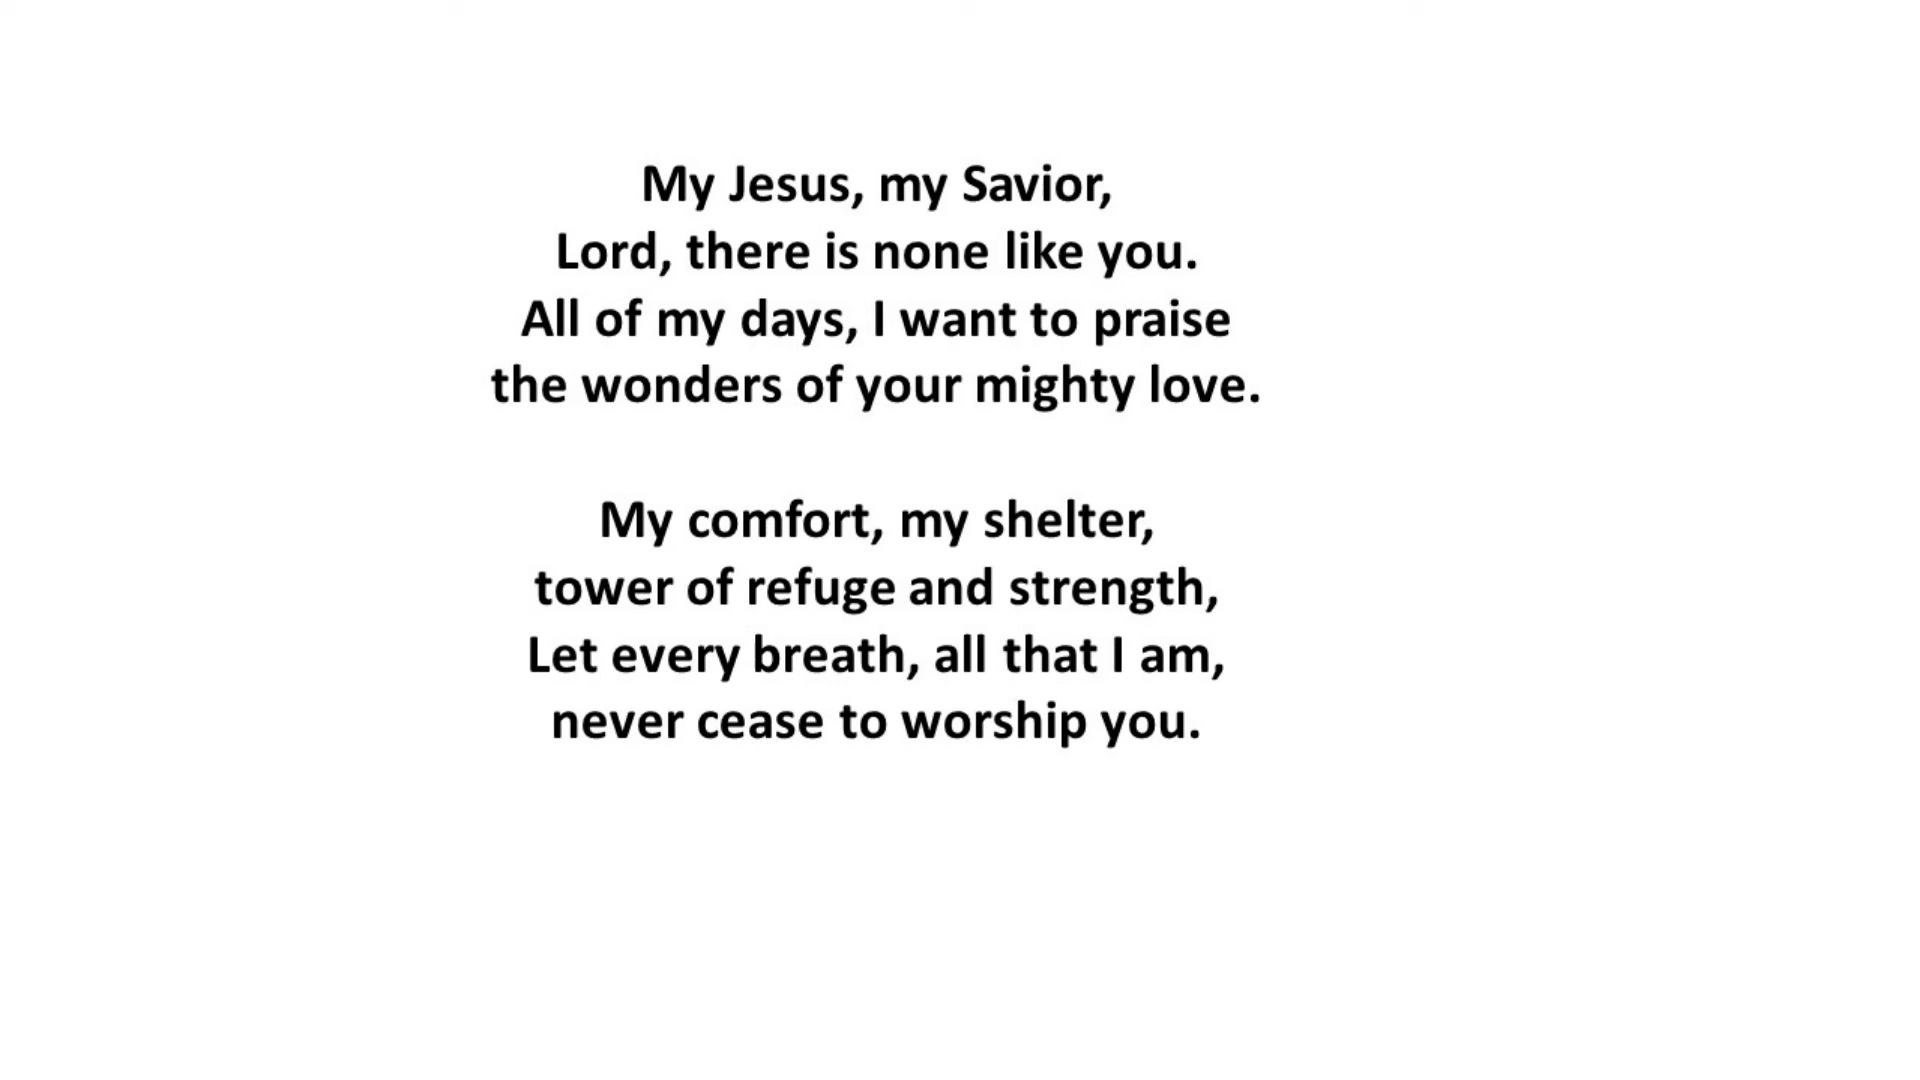 My Jesus, my Savior,
Lord, there is none like you.
All of my days, I want to praise
the wonders of your mighty love.
My comfort, my shelter,
tower of refuge and strength,
Let every breath, all that I am,
never cease to worship you.